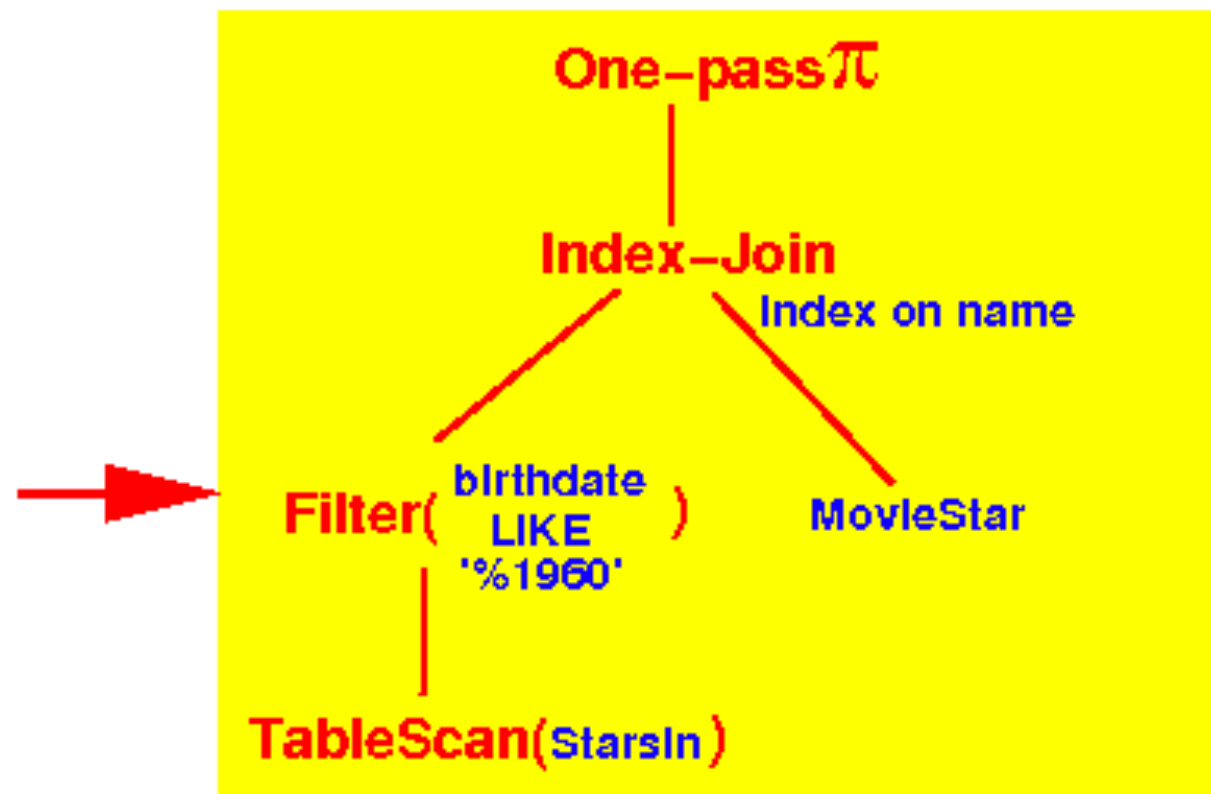 One-passπ
Index-Join
Index on name
Filter( birthdate )
LIKE
'%1960'
MovieStar
TableScan(StarsIn)